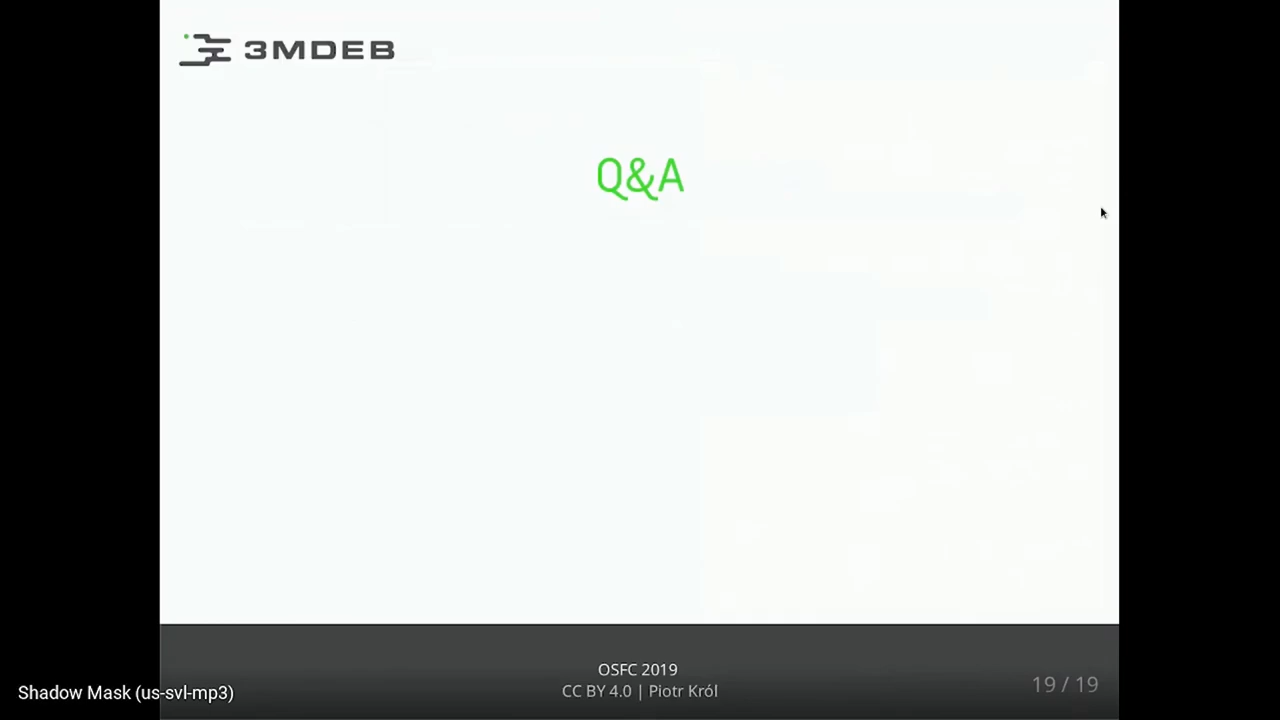 3MDEB
Q&A
OSFC 2019
CC BY 4.0 | Piotr Król
19 / 19
Shadow Mask (us-svl-mp3)